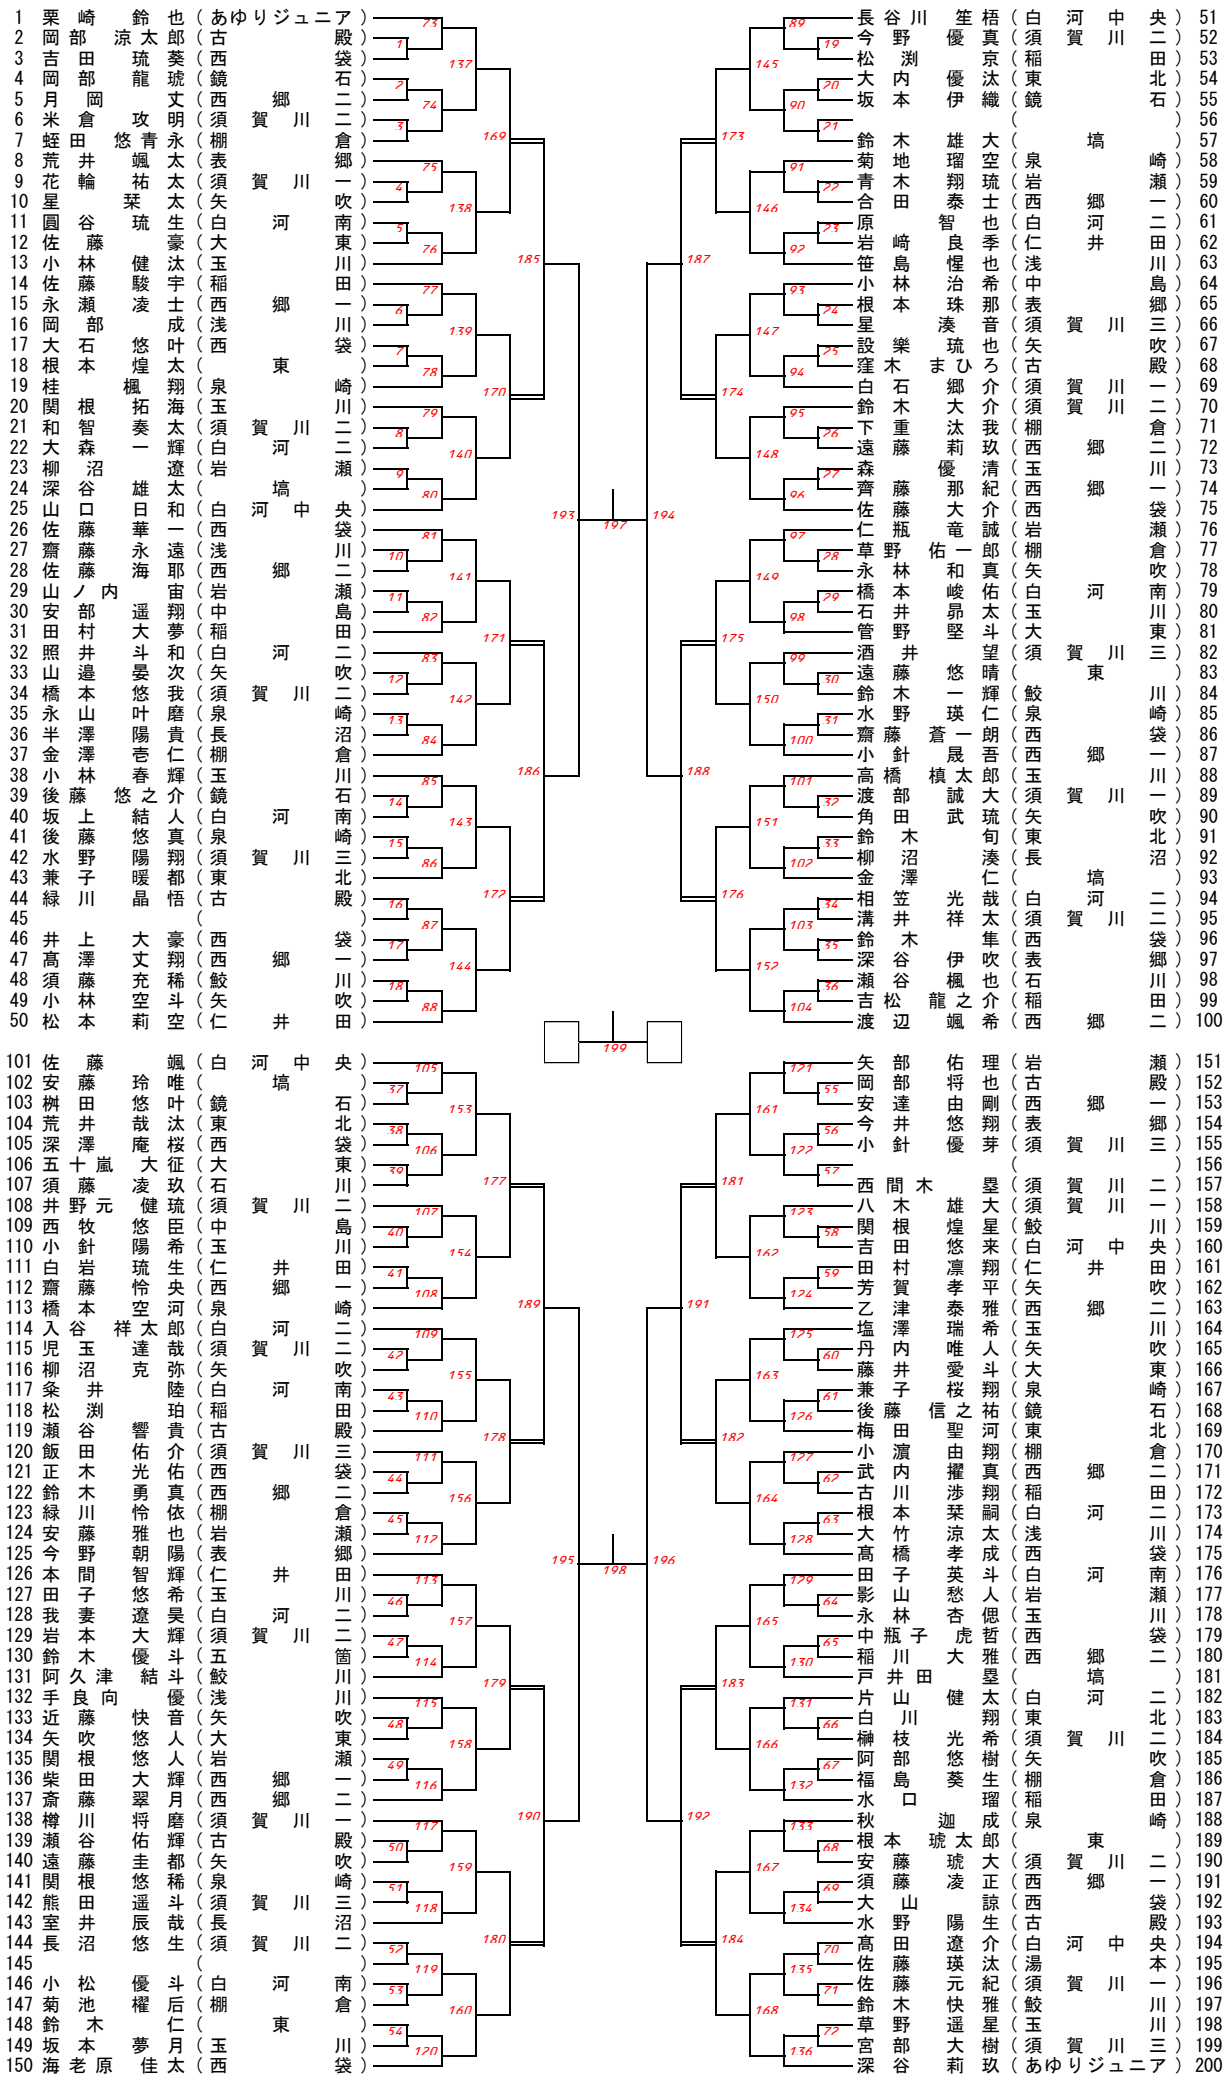 1 栗崎 鈴也（あゆりジュニア）
2 岡部 涼太郎（古殿）
3 吉田 琉葵（西袋）
4 岡部 龍琥（鏡石）
5 月岡 丈（西郷二）
6 米倉 攻明（須賀川二）
7 蛭田 悠青永（棚倉）
8 荒井 颯太（表郷）
9 花輪 祐太（須賀川一）
10 星 栞太（矢吹）
11 圓谷 琉生（白河南）
12 佐藤 豪（大東）
13 小林 健汰（玉川）
14 佐藤 駿宇（稲田）
15 永瀬 凌士（西郷一）
16 岡部 成（浅川）
17 大石 悠叶（西袋）
18 根本 煌太（東）
19 桂 楓翔（泉崎）
20 関根 拓海（玉川）
21 和智 奏太（須賀川二）
22 大森 一輝（白河二）
23 柳沼 遼（岩瀬）
24 深谷 雄太（塙）
25 山口 日和（白河中央）
26 佐藤 華一（西袋）
27 齋藤 永遠（浅川）
28 佐藤 海耶（西郷二）
29 山ノ内 宙（岩瀬）
30 安部 遥翔（中島）
31 田村 大夢（稲田）
32 照井 斗和（白河二）
33 山邉 晏次（矢吹）
34 橋本 悠我（須賀川二）
35 永山 叶磨（泉崎）
36 半澤 陽貴（長沼）
37 金澤 壱仁（棚倉）
38 小林 春輝（玉川）
39 後藤 悠之介（鏡石）
40 坂上 結人（白河南）
41 後藤 悠真（泉崎）
42 水野 陽翔（須賀川三）
43 兼子 暖都（東北）
44 緑川 晶悟（古殿）
45 （ ）
46 井上 大豪（西袋）
47 髙澤 丈翔（西郷一）
48 須藤 充稀（鮫川）
49 小林 空斗（矢吹）
50 松本 莉空（仁井田）
長谷川 笙梧（白河中央）51
今野 優真（須賀川二）52
松渕 京（稲田）53
大内 優汰（東北）54
坂本 伊織（鏡石）55
（ ）56
鈴木 雄大（塙）57
菊地 瑠空（泉崎）58
青木 翔琉（岩瀬）59
合田 泰士（西郷一）60
原 智也（白河二）61
岩﨑 良季（仁井田）62
笹島 惺也（浅川）63
小林 治希（中島）64
根本 珠那（表郷）65
星 湊音（須賀川三）66
設樂 琉也（矢吹）67
窪木 まひろ（古殿）68
白石 郷介（須賀川一）69
鈴木 大介（須賀川二）70
下重 汰我（棚倉）71
遠藤 莉玖（西郷二）72
森 優清（玉川）73
齊藤 那紀（西郷一）74
佐藤 大介（西袋）75
仁瓶 竜誠（岩瀬）76
草野 佑一郎（棚倉）77
永林 和真（矢吹）78
橋本 峻佑（白河南）79
石井 昴太（玉川）80
管野 堅斗（大東）81
酒井 望（須賀川三）82
遠藤 悠晴（東）83
鈴木 一輝（鮫川）84
水野 瑛仁（泉崎）85
齋藤 蒼一朗（西袋）86
小針 晟吾（西郷一）87
高橋 槙太郎（玉川）88
渡部 誠大（須賀川一）89
角田 武琉（矢吹）90
鈴木 旬（東北）91
柳沼 湊（長沼）92
金澤 仁（塙）93
相笠 光哉（白河二）94
溝井 祥太（須賀川二）95
鈴木 隼（西袋）96
深谷 伊吹（表郷）97
瀬谷 楓也（石川）98
吉松 龍之介（稲田）99
渡辺 颯希（西郷二）100
101 佐藤 颯（白河中央）
102 安藤 玲唯（塙）
103 桝田 悠叶（鏡石）
104 荒井 哉汰（東北）
105 深澤 庵桜（西袋）
106 五十嵐 大征（大東）
107 須藤 凌玖（石川）
108 井野元 健琉（須賀川二）
109 西牧 悠臣（中島）
110 小針 陽希（玉川）
111 白岩 琉生（仁井田）
112 齋藤 怜央（西郷一）
113 橋本 空河（泉崎）
114 入谷 祥太郎（白河二）
115 児玉 達哉（須賀川二）
116 柳沼 克弥（矢吹）
117 粂井 陸（白河南）
118 松渕 珀（稲田）
119 瀬谷 響貴（古殿）
120 飯田 佑介（須賀川三）
121 正木 光佑（西袋）
122 鈴木 勇真（西郷二）
123 緑川 怜依（棚倉）
124 安藤 雅也（岩瀬）
125 今野 朝陽（表郷）
126 本間 智輝（仁井田）
127 田子 悠希（玉川）
128 我妻 遼昊（白河二）
129 岩本 大輝（須賀川二）
130 鈴木 優斗（五箇）
131 阿久津 結斗（鮫川）
132 手良向 優（浅川）
133 近藤 快音（矢吹）
134 矢吹 悠人（大東）
135 関根 悠人（岩瀬）
136 柴田 大輝（西郷一）
137 斎藤 翠月（西郷二）
138 樽川 将磨（須賀川一）
139 瀬谷 佑輝（古殿）
140 遠藤 圭都（矢吹）
141 関根 悠稀（泉崎）
142 熊田 遥斗（須賀川三）
143 室井 辰哉（長沼）
144 長沼 悠生（須賀川二）
145 （ ）
146 小松 優斗（白河南）
147 菊池 櫂后（棚倉）
148 鈴木 仁（東）
149 坂本 夢月（玉川）
150 海老原 佳太（西袋）
矢部 佑理（岩瀬）151
岡部 将也（古殿）152
安達 由剛（西郷一）153
今井 悠翔（表郷）154
小針 優芽（須賀川三）155
（ ）156
西間木 塁（須賀川二）157
八木 雄大（須賀川一）158
関根 煌星（鮫川）159
吉田 悠来（白河中央）160
田村 凛翔（仁井田）161
芳賀 孝平（矢吹）162
乙津 泰雅（西郷二）163
塩澤 瑞希（玉川）164
丹内 唯人（矢吹）165
藤井 愛斗（大東）166
兼子 桜翔（泉崎）167
後藤 信之祐（鏡石）168
梅田 聖河（東北）169
小濵 由翔（棚倉）170
武内 擢真（西郷二）171
古川 渉翔（稲田）172
根本 栞嗣（白河二）173
大竹 涼太（浅川）174
髙橋 孝成（西袋）175
田子 英斗（白河南）176
影山 愁人（岩瀬）177
永林 杏偲（玉川）178
中瓶子 虎哲（西袋）179
稲川 大雅（西郷二）180
戸井田 塁（塙）181
片山 健太（白河二）182
白川 翔（東北）183
榊枝 光希（須賀川二）184
阿部 悠樹（矢吹）185
福島 葵生（棚倉）186
水口 瑠（稲田）187
秋 迦成（泉崎）188
根本 琥太郎（東）189
安藤 琥大（須賀川二）190
須藤 凌正（西郷一）191
大山 諒（西袋）192
水野 陽生（古殿）193
髙田 遼介（白河中央）194
佐藤 瑛汰（湯本）195
佐藤 元紀（須賀川一）196
鈴木 快雅（鮫川）197
草野 遥星（玉川）198
宮部 大樹（須賀川三）199
深谷 莉玖（あゆりジュニア）200